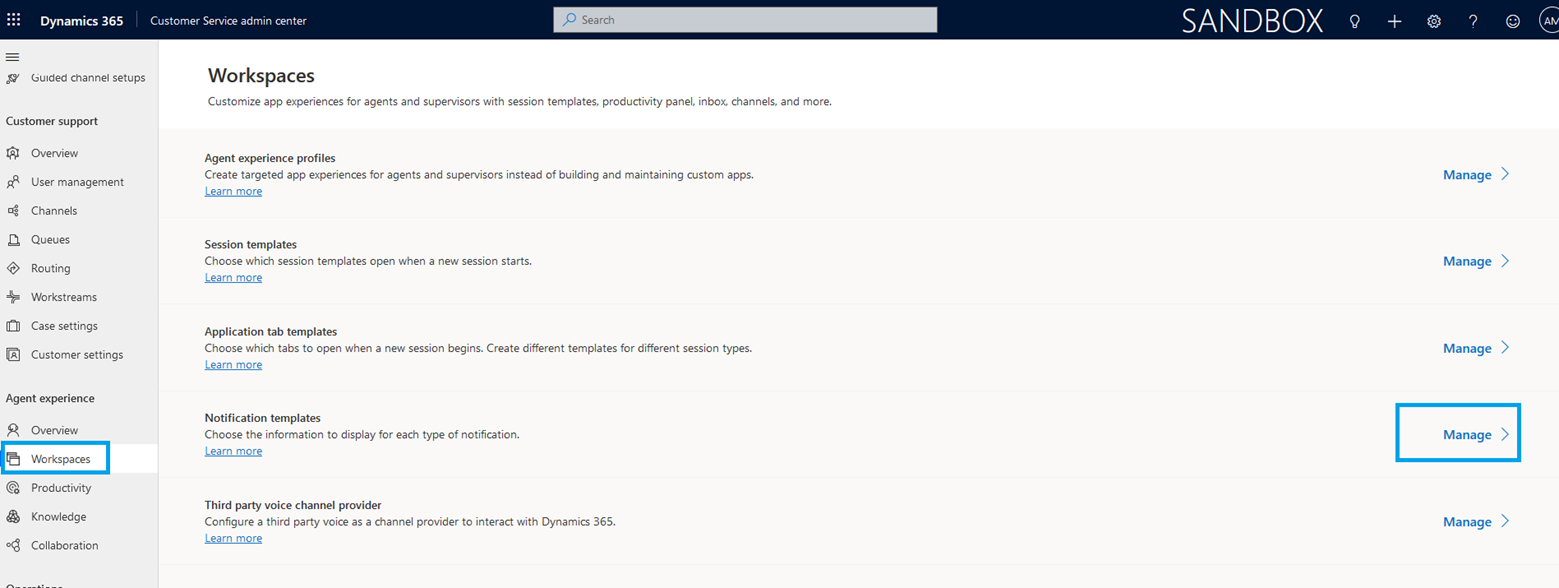 Dynamics 365
Customer Service admin center
Search
SANDBOX
AM
Guided channel setups
Customer support
Overview
User management
Channels
Queues
Routing
Workstreams
Case settings
Customer settings
Agent experience
Overview
Workspaces
Productivity
Knowledge
Collaboration
Operations
Workspaces
Customize app experiences for agents and supervisors with session templates, productivity panel, inbox, channels, and more.
Agent experience profiles
Create targeted app experiences for agents and supervisors instead of building and maintaining custom apps.
Learn more
Manage
Session templates
Choose which session templates open when a new session starts.
Learn more
Manage
Application tab templates
Choose which tabs to open when a new session begins. Create different templates for different session types.
Learn more
Manage
Notification templates
Choose the information to display for each type of notification.
Learn more
Manage
Third party voice channel provider
Configure a third party voice as a channel provider to interact with Dynamics 365.
Learn more
Manage